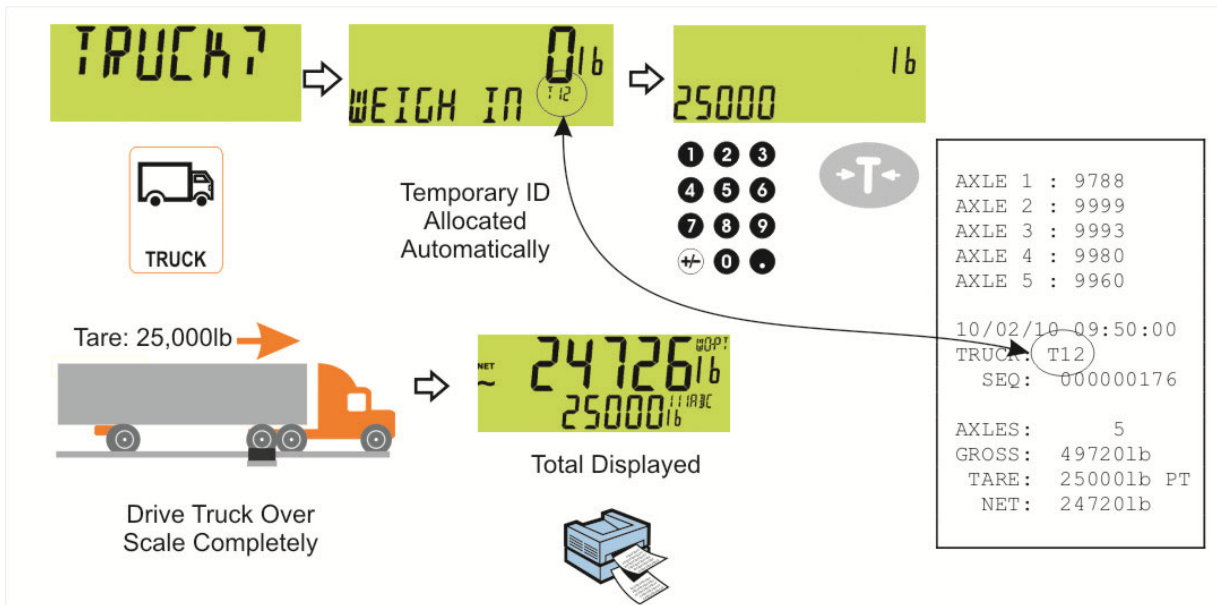 TRUCK?
0lb
WEIGH IN T12
lb
25000
TRUCK
Temporary ID
Allocated
Automatically
1 2 3
4 5 6
7 8 9
+/- 0 .
T
AXLE 1 : 9788
AXLE 2 : 9999
AXLE 3 : 9993
AXLE 4 : 9980
AXLE 5 : 9960
10/02/10 09:50:00
TRUCK: T12
SEQ: 000000176
AXLES: 5
GROSS: 49720lb
TARE: 25000lb PT
NET: 24720lb
Tare: 25,000lb
NET ~ 24726lb
25000lb 111ABC
Total Displayed
Drive Truck Over
Scale Completely